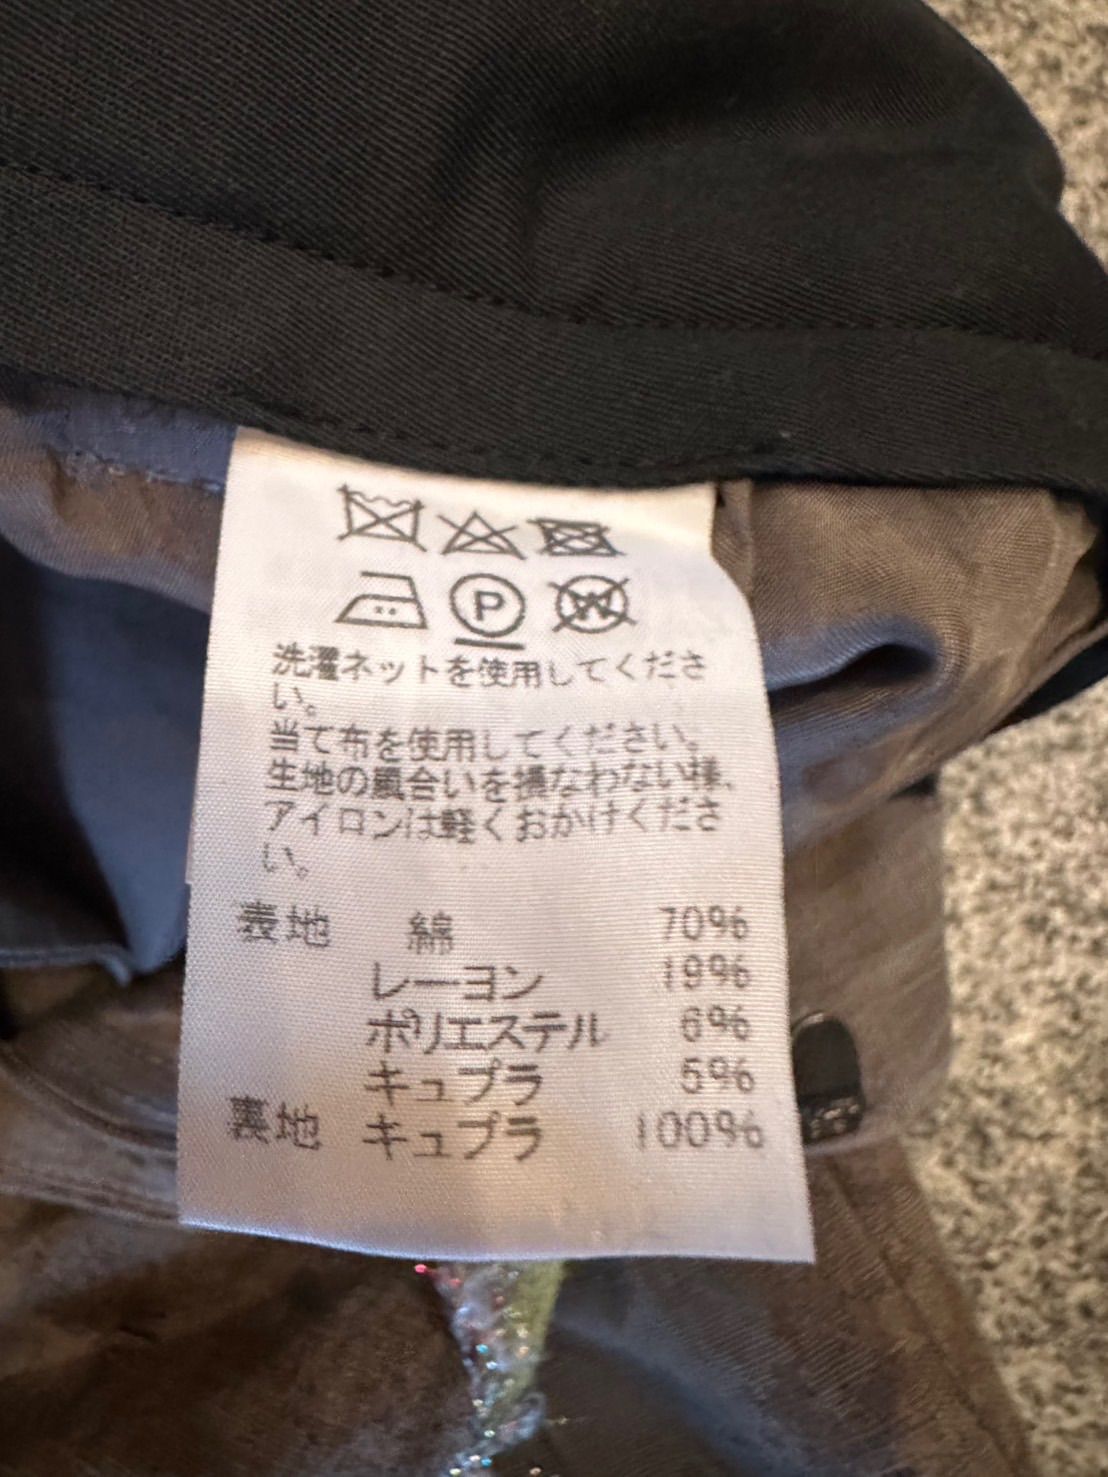 P W
洗濯ネットを使用してくださ
い。
当て布を使用してください。
生地の風合いを損なわない様、
アイロンは軽くおかけくださ
い。
表地 綿 70%
レーヨン 19%
ポリエステル 6%
キュプラ 5%
裏地 キュプラ 100%